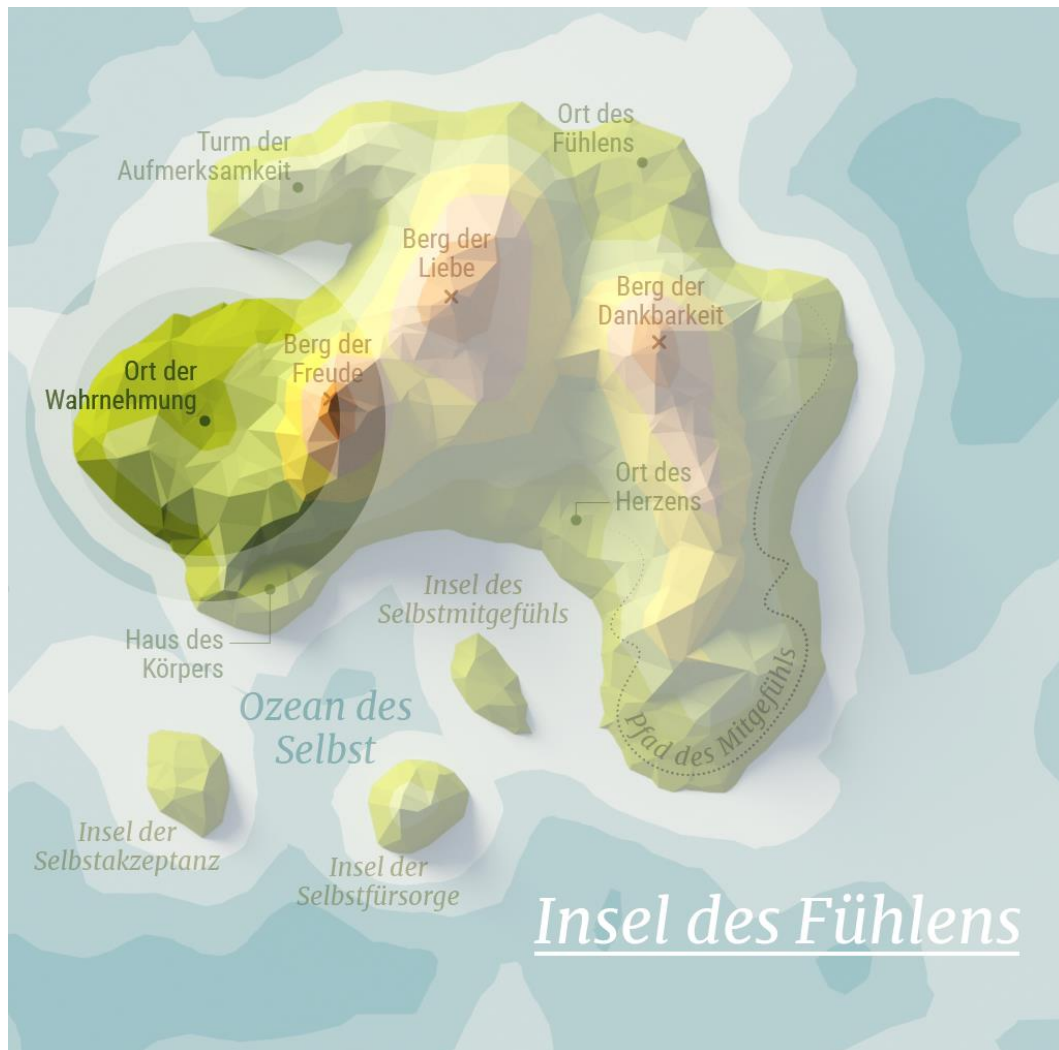 Ort des
Fühlens
Turm der
Aufmerksamkeit
Berg der
Liebe
Berg der
Dankbarkeit
Berg der
Freude
Ort der
Wahrnehmung
Ort des
Herzens
Insel des
Selbstmitgefühls
Haus des
Körpers
Pfad des Mitgefühls
Ozean des
Selbst
Insel der
Selbstakzeptanz
Insel der
Selbstfürsorge
Insel des Fühlens